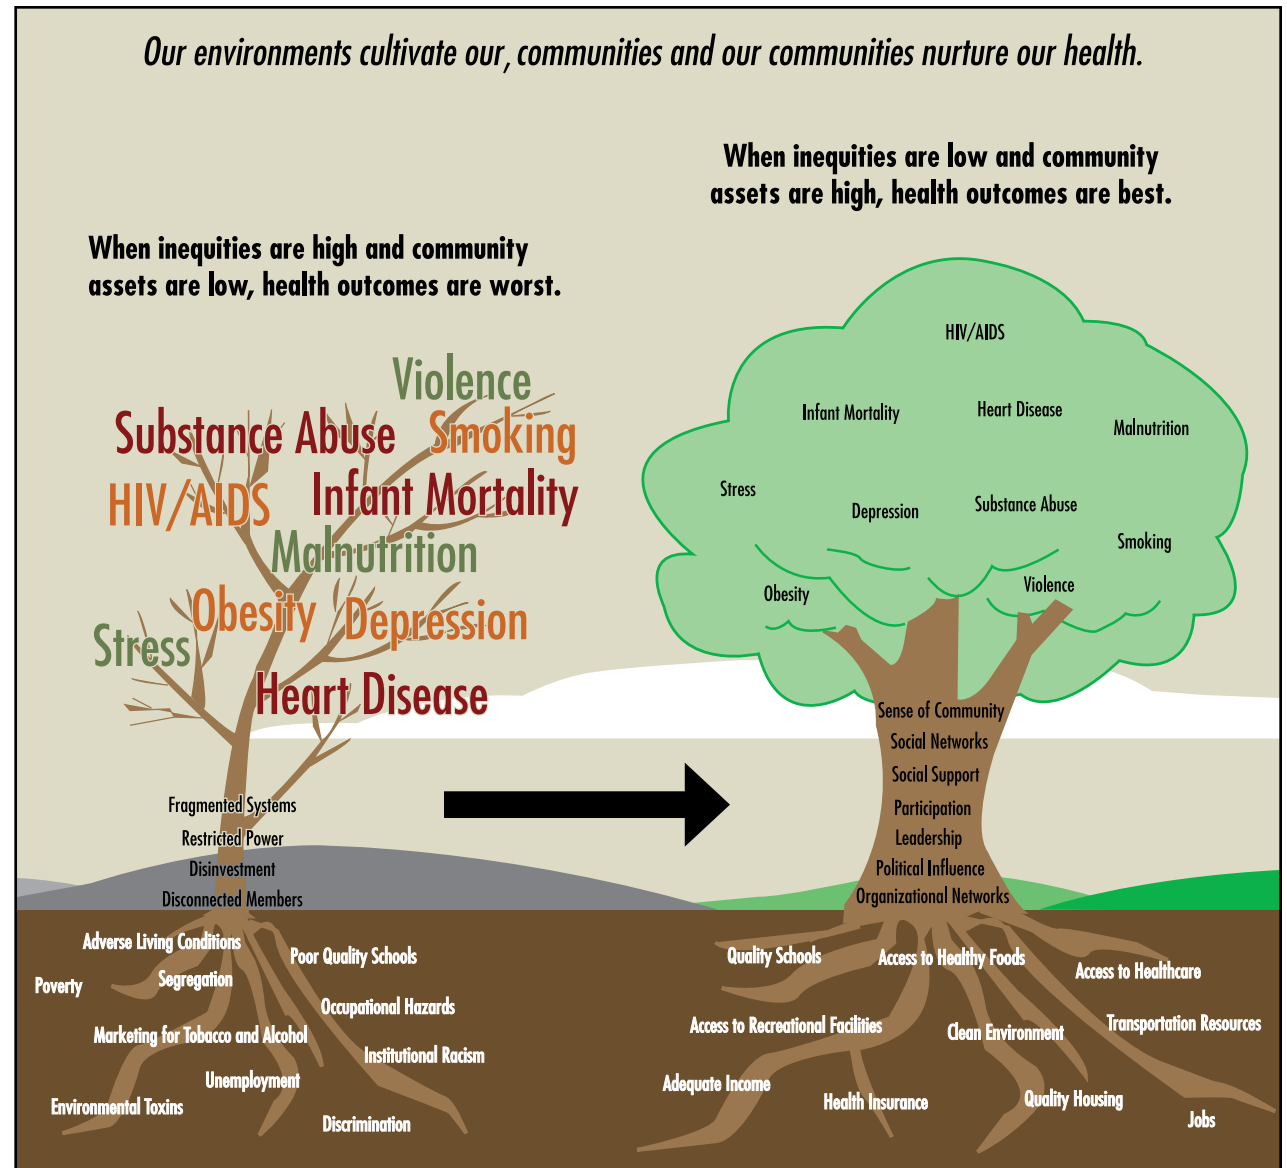 Our environments cultivate our, communities and our communities nurture our health.
When inequities are high and community
assets are low, health outcomes are worst.
Violence
Substance Abuse
Smoking
HIV/AIDS
Infant Mortality
Malnutrition
Obesity
Depression
Stress
Heart Disease
Fragmented Systems
Restricted Power
Disinvestment
Disconnected Members
Adverse Living Conditions
Poor Quality Schools
Segregation
Poverty
Occupational Hazards
Marketing for Tobacco and Alcohol
Institutional Racism
Unemployment
Environmental Toxins
Discrimination
When inequities are low and community
assets are high, health outcomes are best.
HIV/AIDS
Infant Mortality
Heart Disease
Malnutrition
Stress
Depression
Substance Abuse
Smoking
Obesity
Violence
Sense of Community
Social Networks
Social Support
Participation
Leadership
Political Influence
Organizational Networks
Quality Schools
Access to Healthy Foods
Access to Healthcare
Access to Recreational Facilities
Clean Environment
Transportation Resources
Adequate Income
Health Insurance
Quality Housing
Jobs